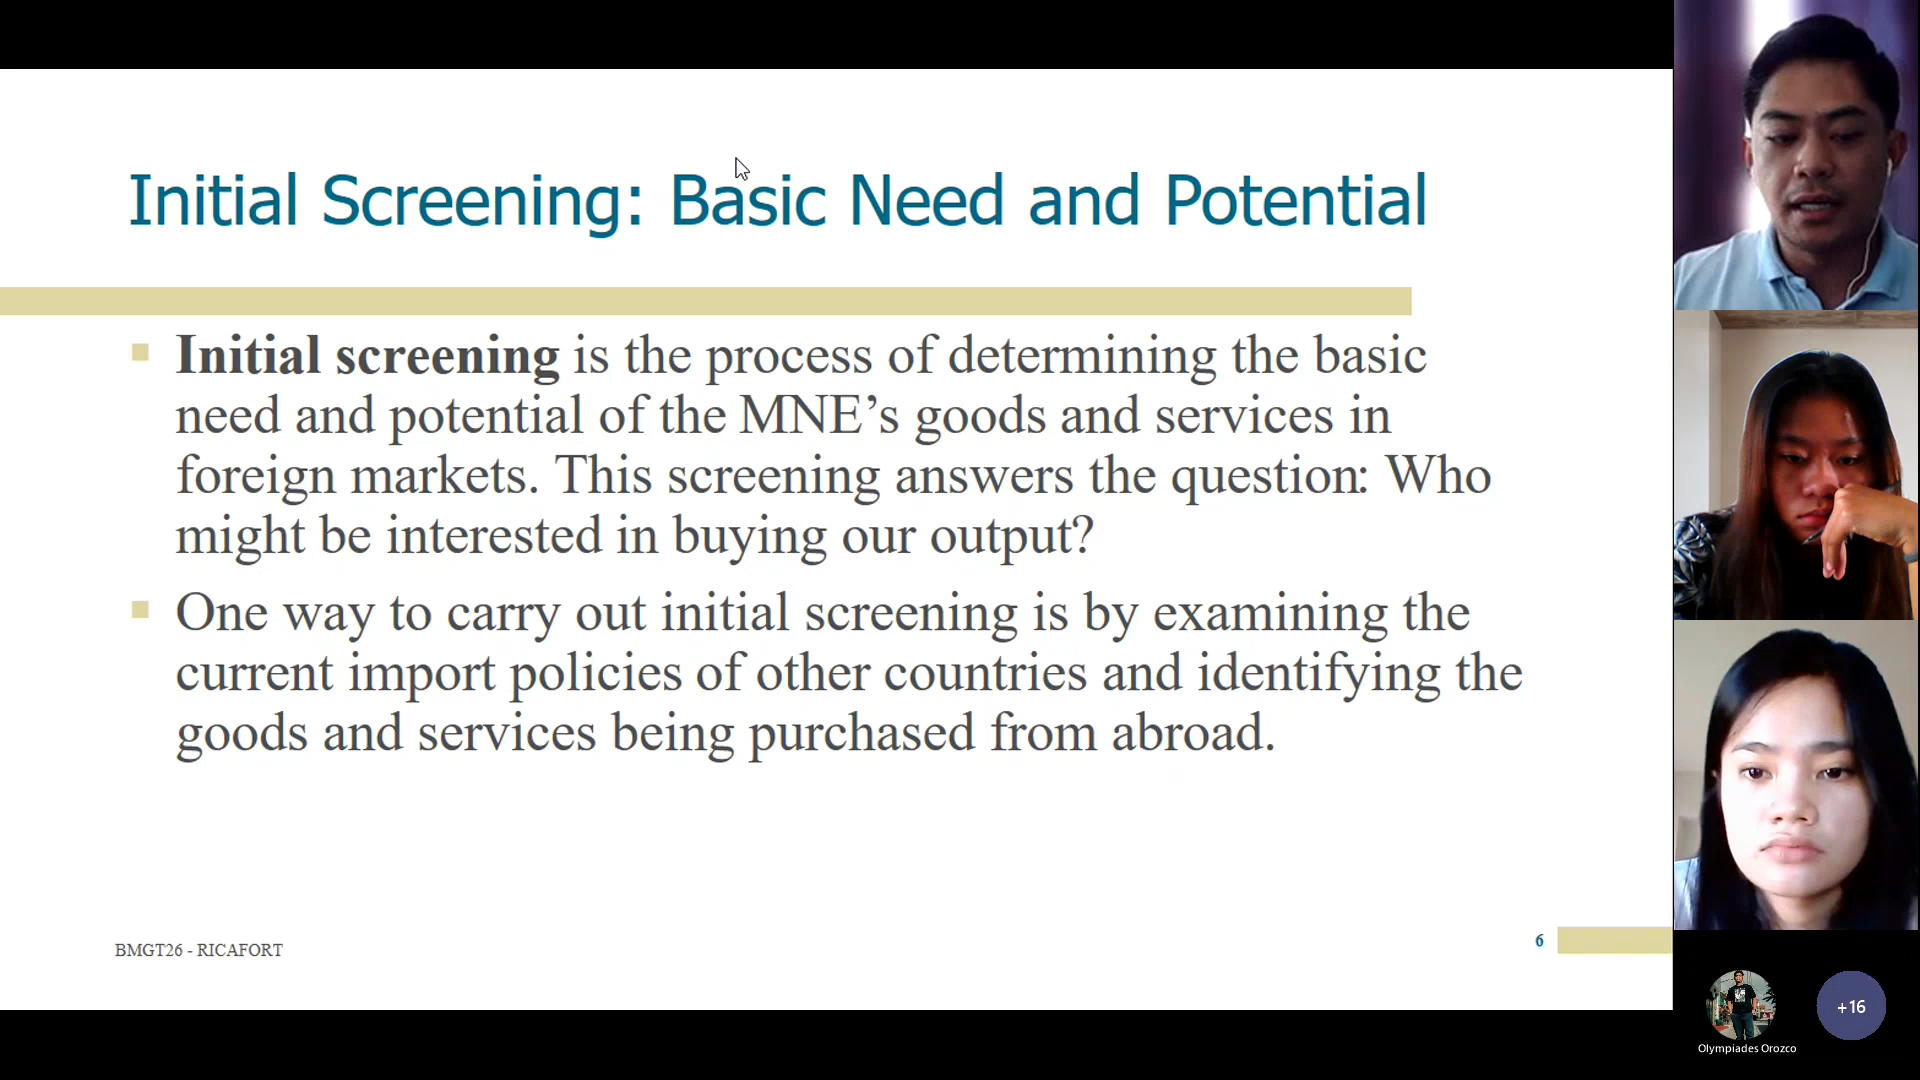 Initial Screening: Basic Need and Potential
Initial screening is the process of determining the basic
need and potential of the MNE’s goods and services in
foreign markets. This screening answers the question: Who
might be interested in buying our output?
One way to carry out initial screening is by examining the
current import policies of other countries and identifying the
goods and services being purchased from abroad.
BMGT26 - RICAFORT
6
+16
Olympiades Orozco